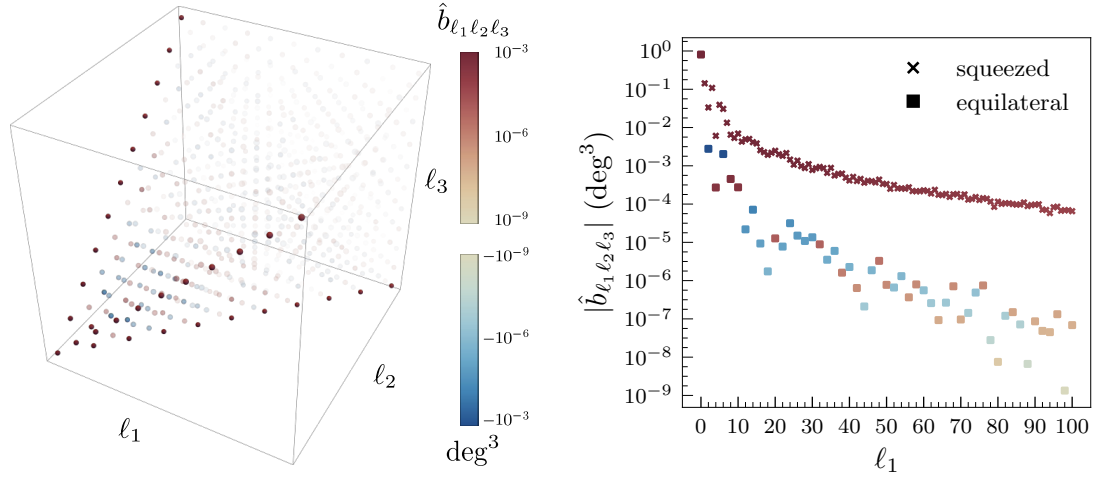 b̂ℓ₁ℓ₂ℓ₃
10⁻³
10⁻⁶
10⁻⁹
−10⁻⁹
−10⁻⁶
−10⁻³
deg³
ℓ₁
ℓ₂
ℓ₃
squeezed
equilateral
|b̂ℓ₁ℓ₂ℓ₃| (deg³)
10⁰
10⁻¹
10⁻²
10⁻³
10⁻⁴
10⁻⁵
10⁻⁶
10⁻⁷
10⁻⁸
10⁻⁹
0 10 20 30 40 50 60 70 80 90 100
ℓ₁